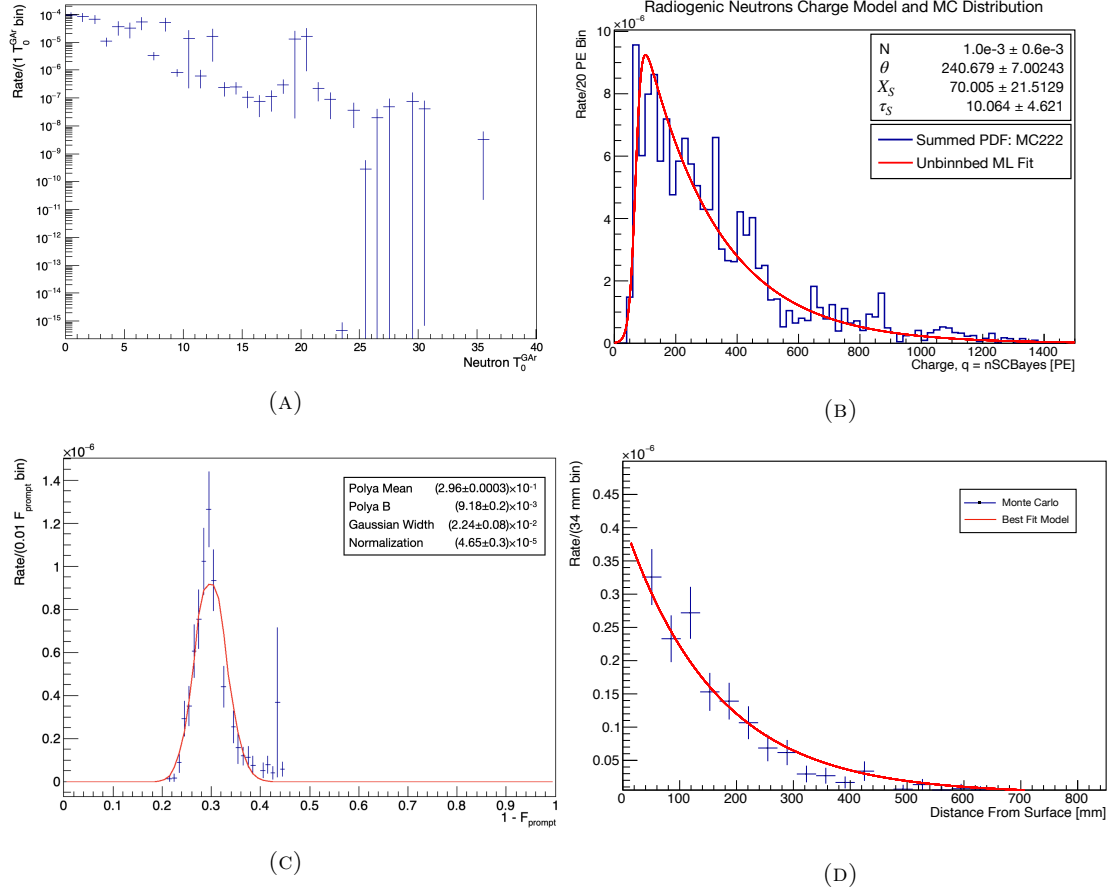 Rate/(1 T₀^GAr bin)
10⁻⁴
10⁻⁵
10⁻⁶
10⁻⁷
10⁻⁸
10⁻⁹
10⁻¹⁰
10⁻¹¹
10⁻¹²
10⁻¹³
10⁻¹⁴
10⁻¹⁵
0 5 10 15 20 25 30 35 40
Neutron T₀^GAr
(A)
Radiogenic Neutrons Charge Model and MC Distribution
×10⁻⁶
Rate/20 PE Bin
10
8
6
4
2
0
N 1.0e-3 ± 0.6e-3
θ 240.679 ± 7.00243
X_S 70.005 ± 21.5129
τ_S 10.064 ± 4.621
Summed PDF: MC222
Unbinnbed ML Fit
0 200 400 600 800 1000 1200 1400
Charge, q = nSCBayes [PE]
(B)
×10⁻⁶
Rate/(0.01 F_prompt bin)
1.4
1.2
1
0.8
0.6
0.4
0.2
0
Polya Mean (2.96±0.0003)×10⁻¹
Polya B (9.18±0.2)×10⁻³
Gaussian Width (2.24±0.08)×10⁻²
Normalization (4.65±0.3)×10⁻⁵
0 0.1 0.2 0.3 0.4 0.5 0.6 0.7 0.8 0.9 1
1 - F_prompt
(C)
×10⁻⁶
Rate/(34 mm bin)
0.45
0.4
0.35
0.3
0.25
0.2
0.15
0.1
0.05
Monte Carlo
Best Fit Model
0 100 200 300 400 500 600 700 800
Distance From Surface [mm]
(D)